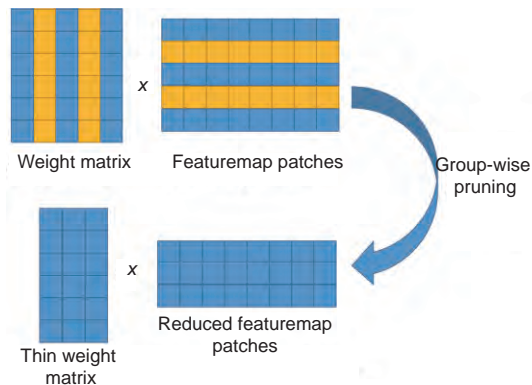 x
Weight matrix
Featuremap patches
Group-wise
pruning
x
Reduced featuremap
patches
Thin weight
matrix